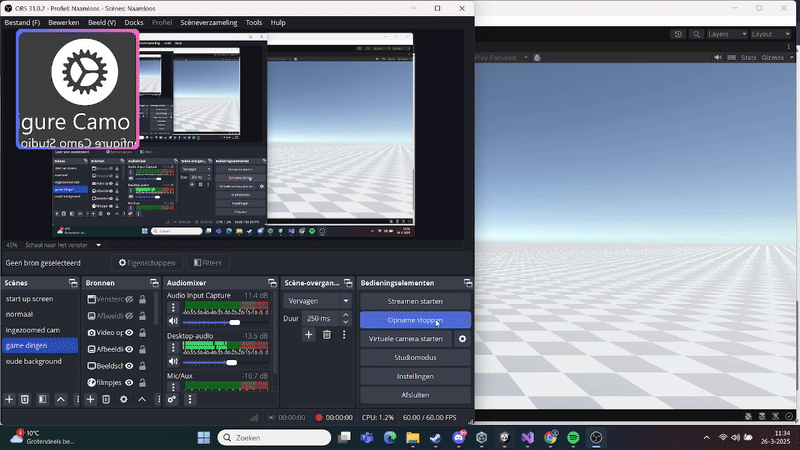 OBS 31.0.2 - Profiel: Naamloos - Scènes: Naamloos
Bestand (F) Bewerken Beeld (V) Docks Profiel Scèneverzameling Tools Hulp
Layers Layout
Play Focused Stats Gizmos
gure Camo
45% Schaal naar het venster
Geen bron geselecteerd Eigenschappen Filters
Scènes Bronnen Audiomixer Scène-overgan... Bedieningselementen
start up screen
normaal
ingezoomd cam
game dingen
oude background
Vensterc
Afbeeldi
Video op
Afbeeldi
Beeldsch
filmpjes
Audio Input Capture -11.4 dB
Desktop-audio -13.5 dB
Mic/Aux -10.7 dB
Vervagen
Duur 250 ms
Streamen starten
Opname stoppen
Virtuele camera starten
Studiomodus
Instellingen
Afsluiten
00:00:00 00:00:00 CPU: 1.2% 60.00 / 60.00 FPS
10°C
Grotendeels be...
Zoeken
11:34
26-3-2025